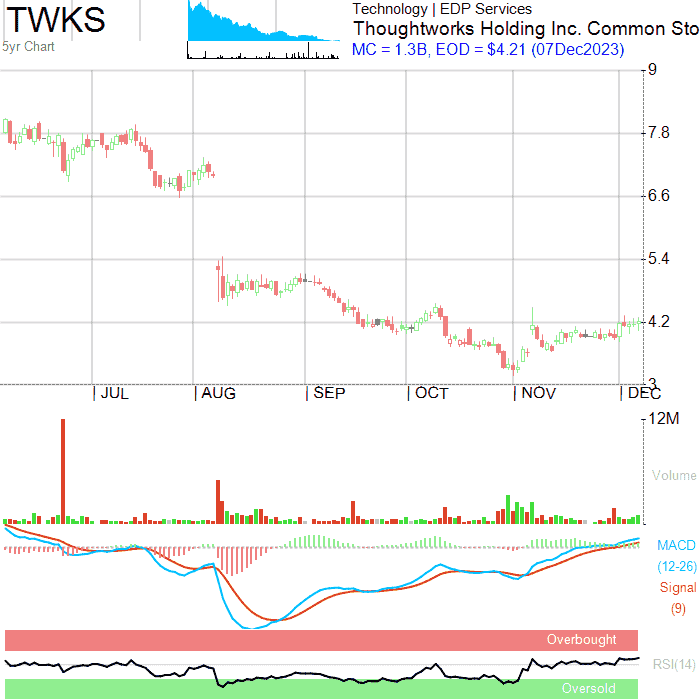 TWKS
5yr Chart
Technology | EDP Services
Thoughtworks Holding Inc. Common Sto
MC = 1.3B, EOD = $4.21 (07Dec2023)
9
7.8
6.6
5.4
4.2
3
JUL AUG SEP OCT NOV DEC
12M
Volume
MACD
(12-26)
Signal
(9)
Overbought
RSI(14)
Oversold